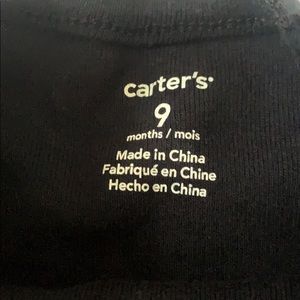 carter's
9
months / mois
Made in China
Fabriqué en Chine
Hecho en China